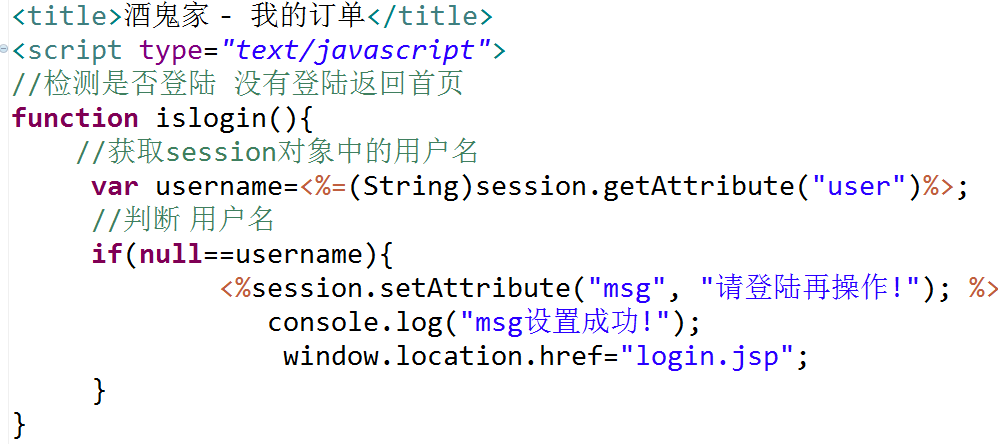 <title>酒鬼家 - 我的订单</title>
<script type="text/javascript">
//检测是否登陆 没有登陆返回首页
function islogin(){
//获取session对象中的用户名
var username=<%=(String)session.getAttribute("user")%>;
//判断 用户名
if(null==username){
<%session.setAttribute("msg", "请登陆再操作!"); %>
console.log("msg设置成功!");
window.location.href="login.jsp";
}
}